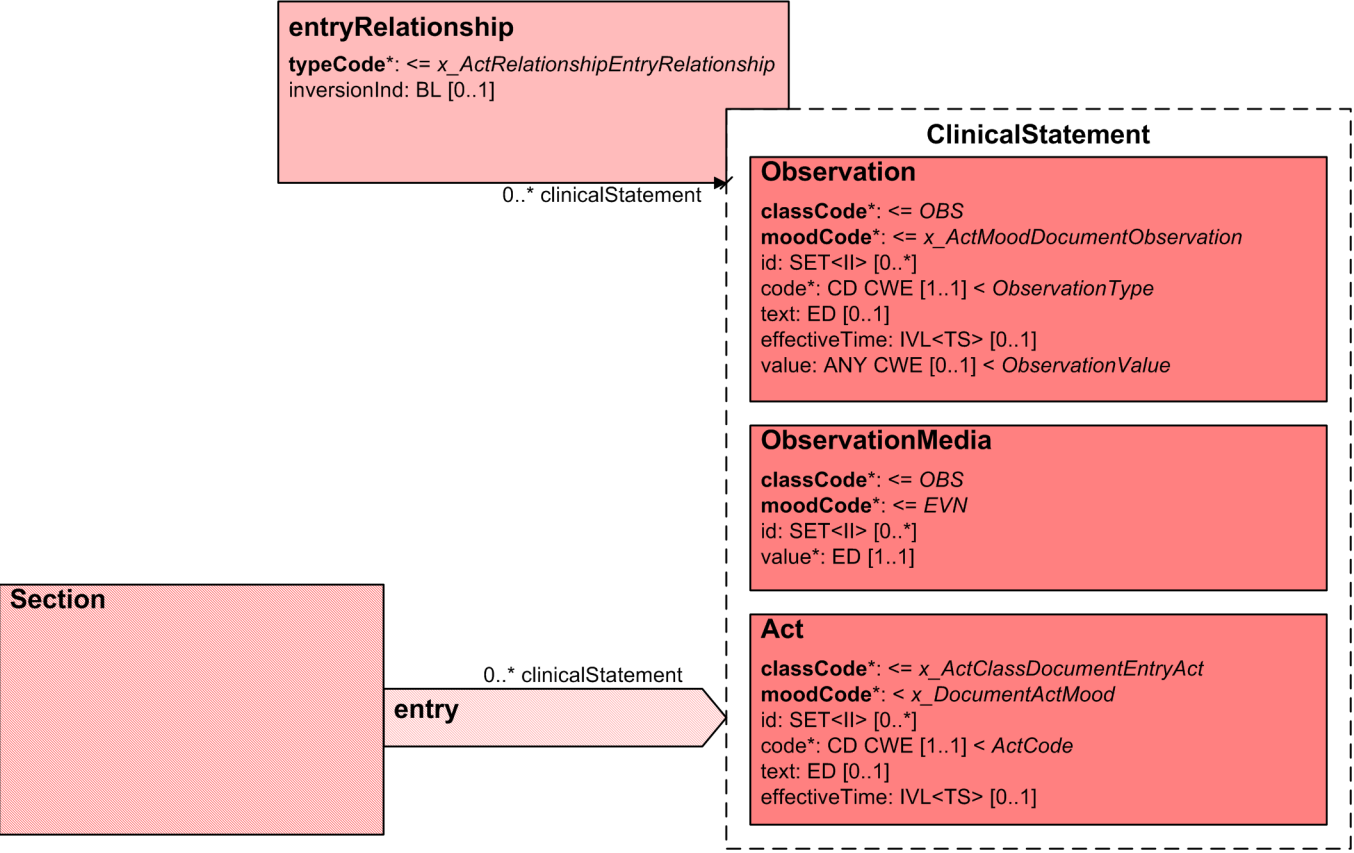 entryRelationship
typeCode*: <= x_ActRelationshipEntryRelationship
inversionInd: BL [0..1]
0..* clinicalStatement
ClinicalStatement
Observation
classCode*: <= OBS
moodCode*: <= x_ActMoodDocumentObservation
id: SET<II> [0..*]
code*: CD CWE [1..1] < ObservationType
text: ED [0..1]
effectiveTime: IVL<TS> [0..1]
value: ANY CWE [0..1] < ObservationValue
ObservationMedia
classCode*: <= OBS
moodCode*: <= EVN
id: SET<II> [0..*]
value*: ED [1..1]
Section
0..* clinicalStatement
entry
Act
classCode*: <= x_ActClassDocumentEntryAct
moodCode*: < x_DocumentActMood
id: SET<II> [0..*]
code*: CD CWE [1..1] < ActCode
text: ED [0..1]
effectiveTime: IVL<TS> [0..1]